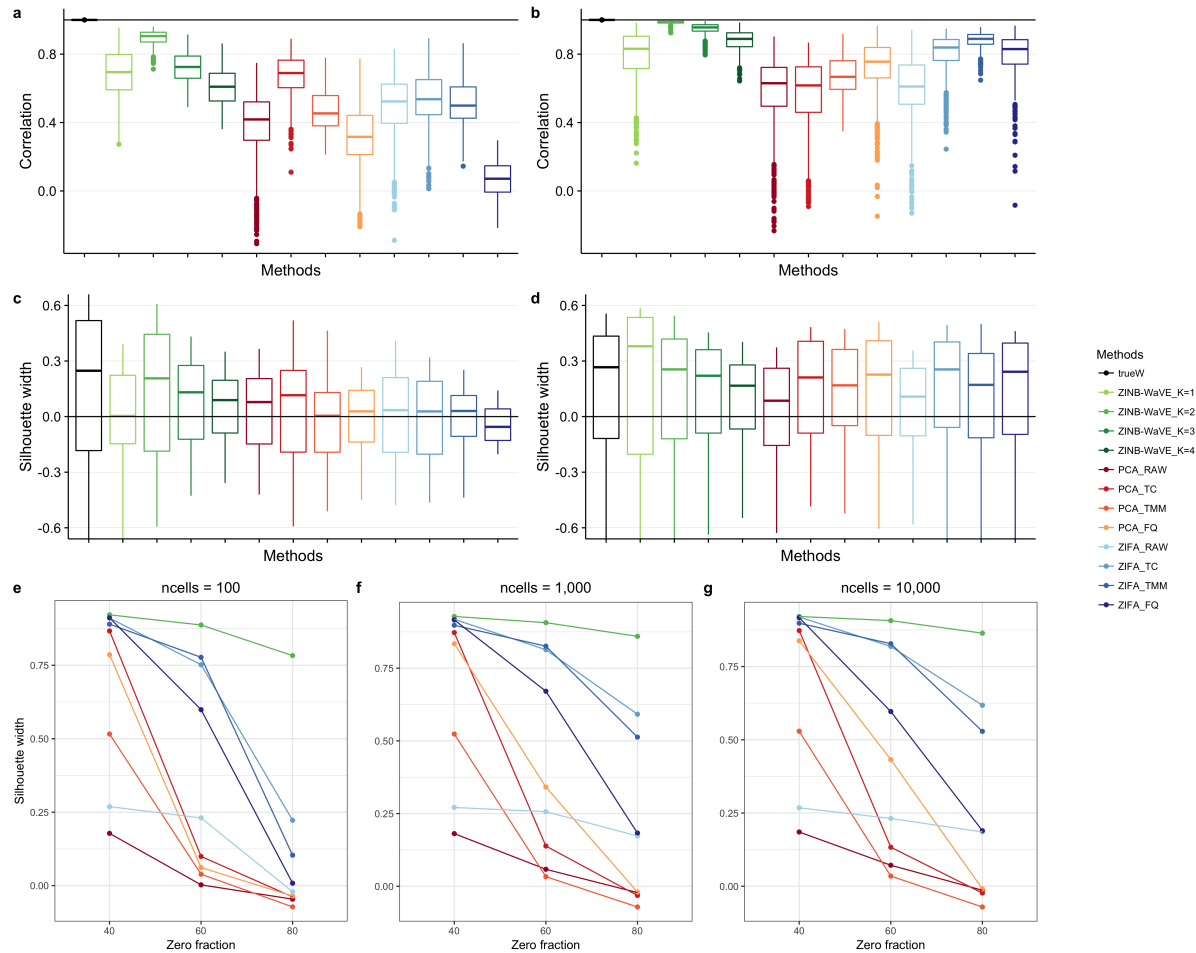 a
b
0.8
0.4
0.0
Correlation
Methods
0.8
0.4
0.0
Correlation
Methods
c
d
0.6
0.3
0.0
-0.3
-0.6
Silhouette width
Methods
0.6
0.3
0.0
-0.3
-0.6
Silhouette width
Methods
Methods
trueW
ZINB-WaVE_K=1
ZINB-WaVE_K=2
ZINB-WaVE_K=3
ZINB-WaVE_K=4
PCA_RAW
PCA_TC
PCA_TMM
PCA_FQ
ZIFA_RAW
ZIFA_TC
ZIFA_TMM
ZIFA_FQ
e
ncells = 100
0.75
0.50
0.25
0.00
Silhouette width
40 60 80
Zero fraction
f
ncells = 1,000
0.75
0.50
0.25
0.00
40 60 80
Zero fraction
g
ncells = 10,000
0.75
0.50
0.25
0.00
40 60 80
Zero fraction